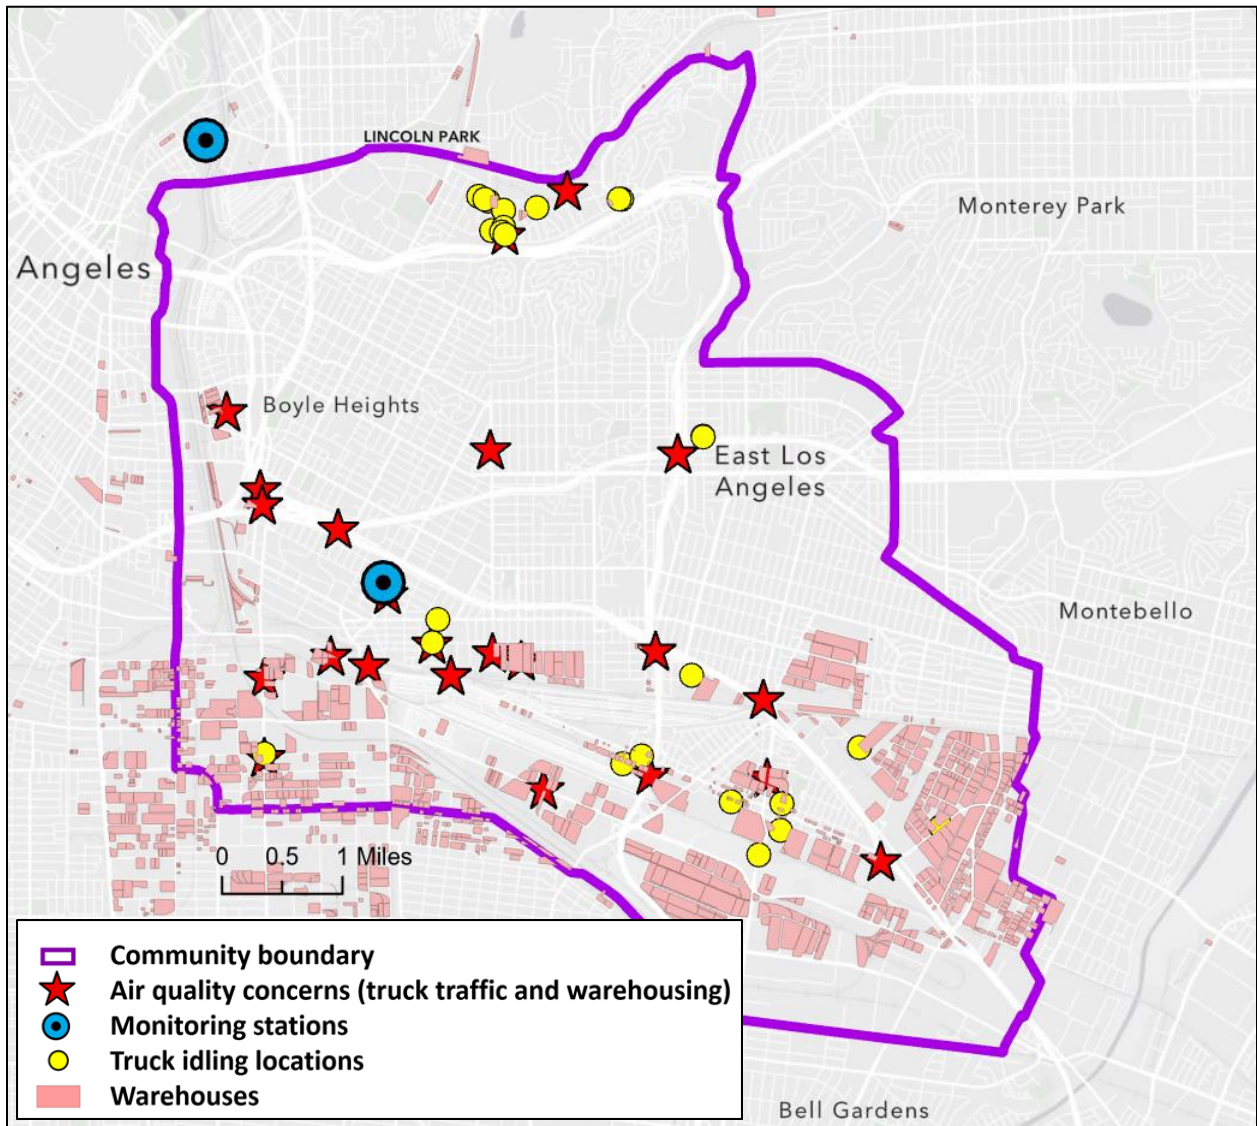 LINCOLN PARK
Monterey Park
Angeles
Boyle Heights
East Los
Angeles
Montebello
0 0.5 1 Miles
Community boundary
Air quality concerns (truck traffic and warehousing)
Monitoring stations
Truck idling locations
Warehouses
Bell Gardens